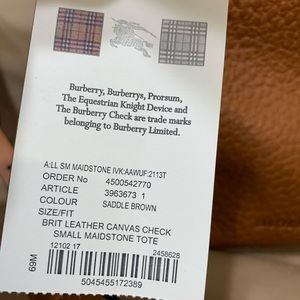 Burberry, Burberrys, Prorsum,
The Equestrian Knight Device and
The Burberry Check are trade marks
belonging to Burberry Limited.
A:LL SM MAIDSTONE IVK:AAWUF:2113T
ORDER No 4500542770
ARTICLE 3963673 1
COLOUR SADDLE BROWN
SIZE/FIT
BRIT LEATHER CANVAS CHECK
SMALL MAIDSTONE TOTE
12102 17 2458628
69M
5045455172389